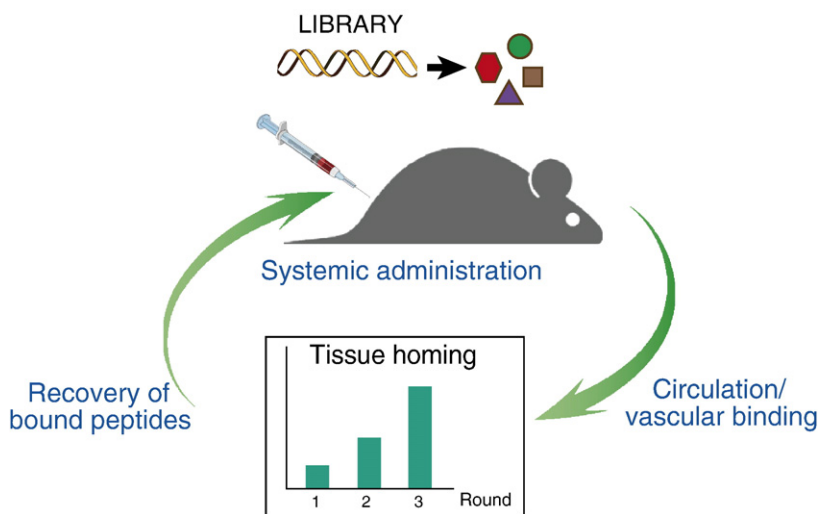 LIBRARY
Systemic administration
Tissue homing
Recovery of
bound peptides
Circulation/
vascular binding
1 2 3 Round